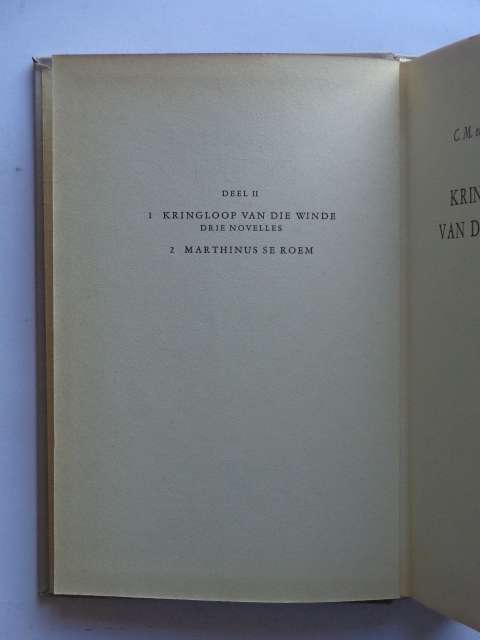 DEEL II
1 KRINGLOOP VAN DIE WINDE
DRIE NOVELLES
2 MARTHINUS SE ROEM
C. M.
KRIN
VAN D